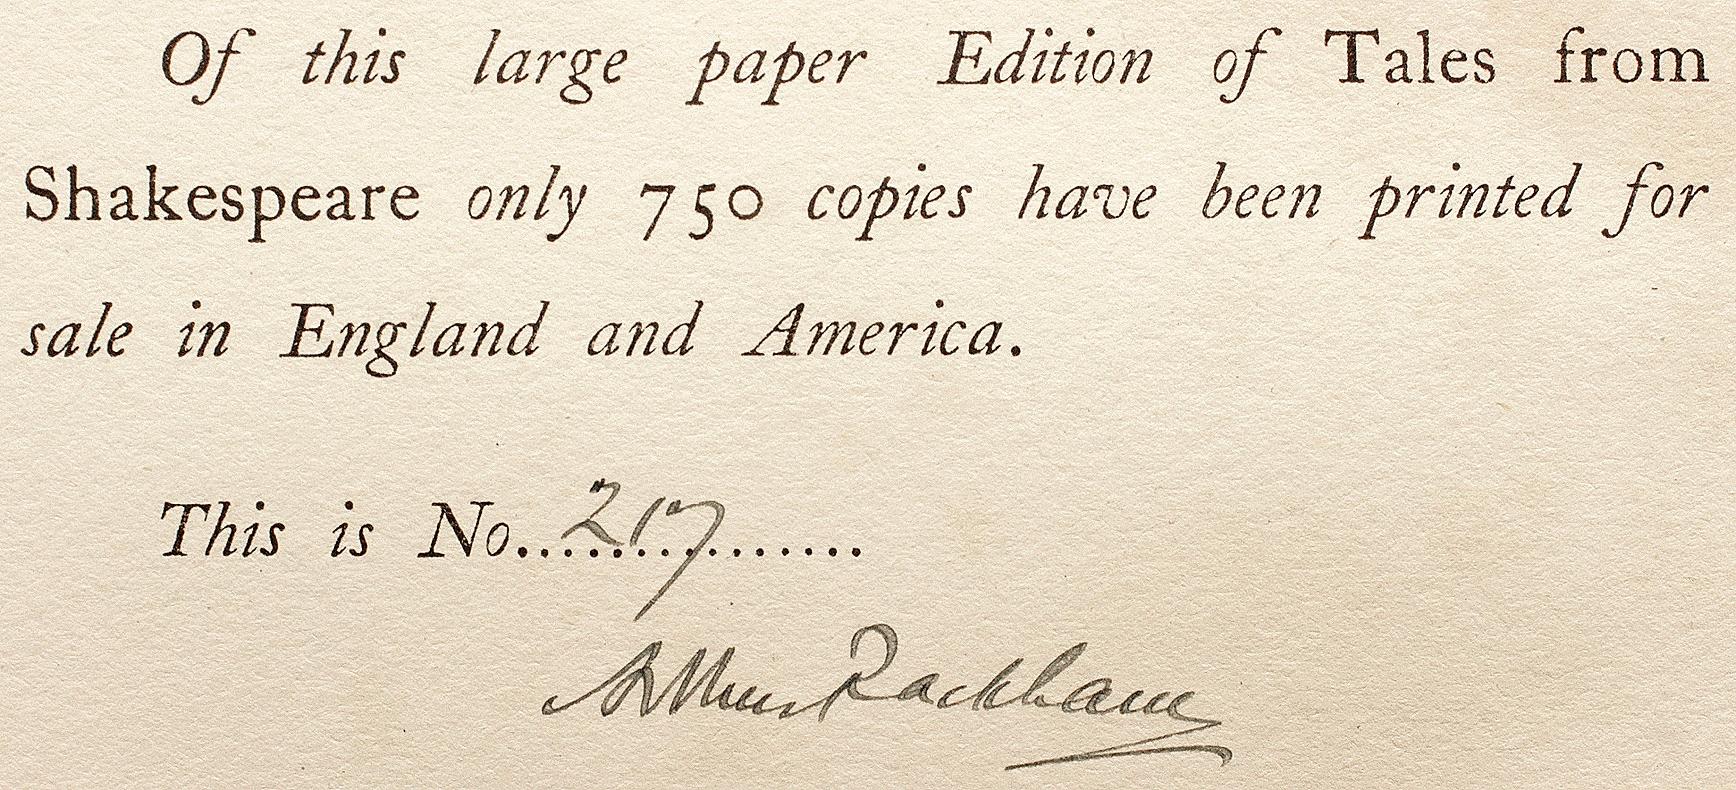 Of this large paper Edition of Tales from
Shakespeare only 750 copies have been printed for
sale in England and America.
This is No...217............
Arthur Rackham